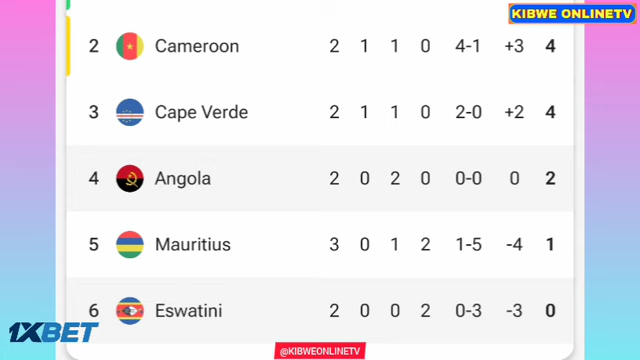 KIBWE ONLINETV
2 Cameroon 2 1 1 0 4-1 +3 4
3 Cape Verde 2 1 1 0 2-0 +2 4
4 Angola 2 0 2 0 0-0 0 2
5 Mauritius 3 0 1 2 1-5 -4 1
6 Eswatini 2 0 0 2 0-3 -3 0
1XBET
@KIBWEONLINETV